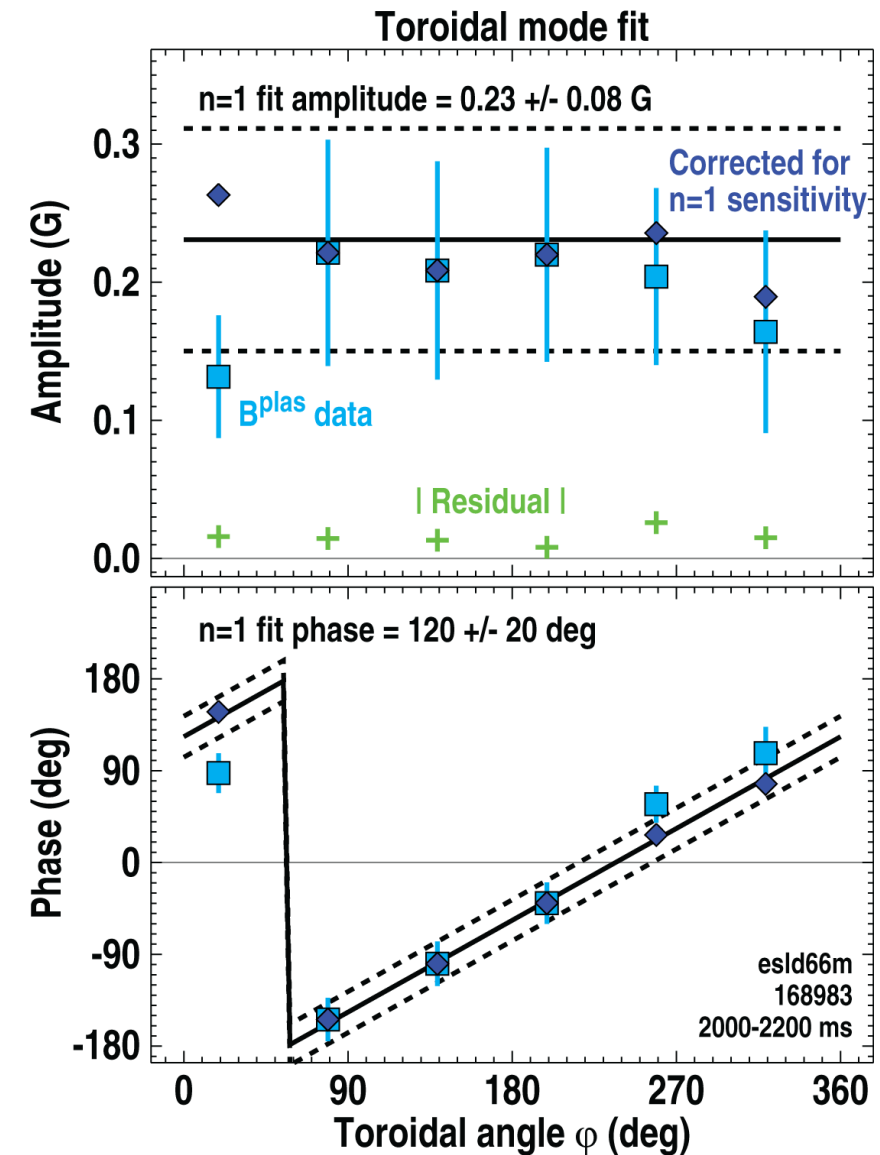 Toroidal mode fit
n=1 fit amplitude = 0.23 +/- 0.08 G
Corrected for
n=1 sensitivity
B^plas data
| Residual |
Amplitude (G)
0.3
0.2
0.1
0.0
n=1 fit phase = 120 +/- 20 deg
Phase (deg)
180
90
0
-90
-180
esld66m
168983
2000-2200 ms
0 90 180 270 360
Toroidal angle φ (deg)